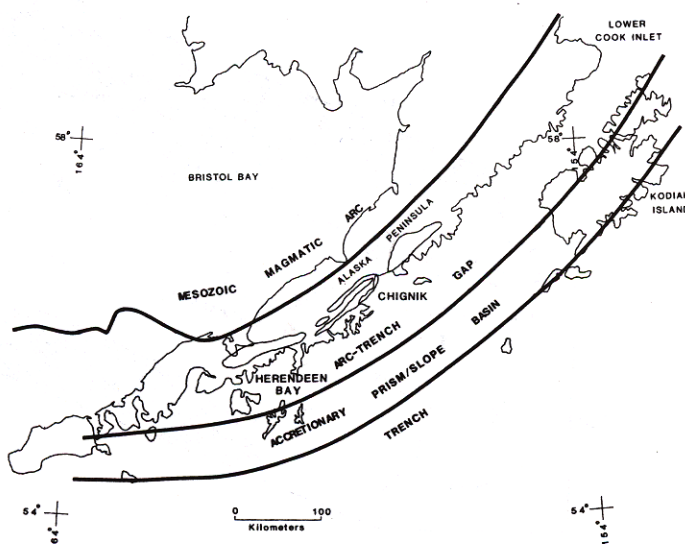 LOWER
COOK INLET
58°
164°
58°
154°
BRISTOL BAY
KODIAK
ISLAND
MESOZOIC MAGMATIC ARC
ALASKA PENINSULA
CHIGNIK
ARC-TRENCH GAP
HERENDEEN
BAY
ACCRETIONARY PRISM/SLOPE BASIN
TRENCH
54°
164°
0 100
Kilometers
54°
154°